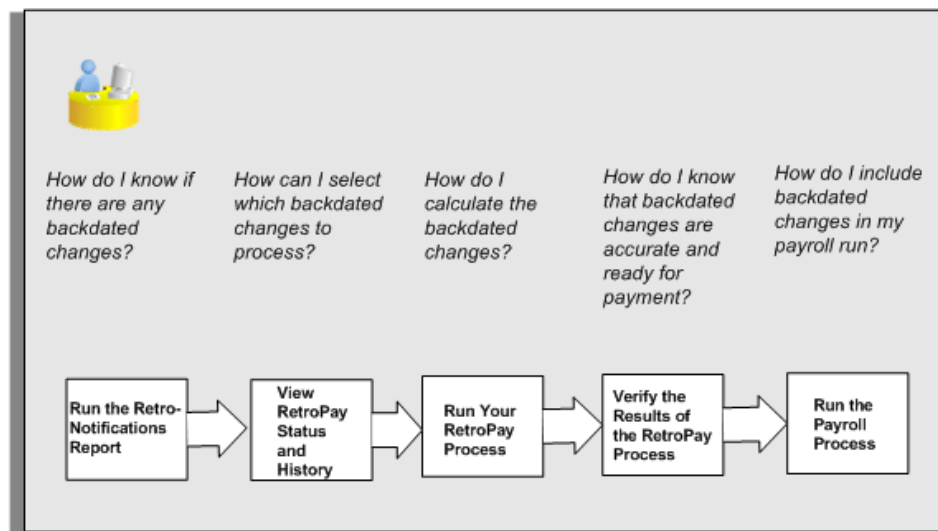 How do I know if
there are any
backdated
changes?
How can I select
which backdated
changes to
process?
How do I
calculate the
backdated
changes?
How do I know
that backdated
changes are
accurate and
ready for
payment?
How do I include
backdated
changes in my
payroll run?
Run the Retro-
Notifications
Report
View
RetroPay
Status
and
History
Run Your
RetroPay
Process
Verify the
Results of
the RetroPay
Process
Run the
Payroll
Process